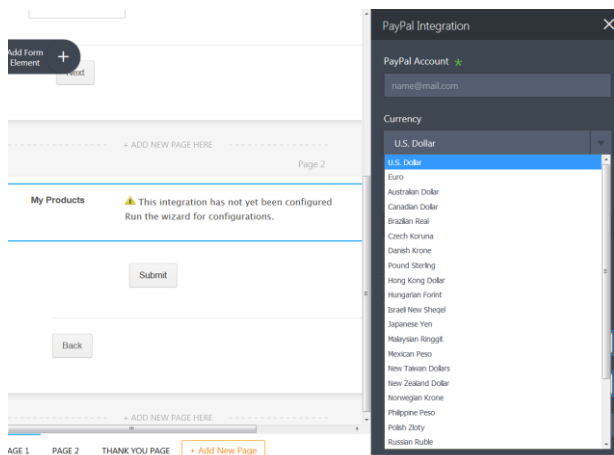 Add Form
Element +
Next
+ ADD NEW PAGE HERE
Page 2
My Products
This integration has not yet been configured
Run the wizard for configurations.
Submit
Back
+ ADD NEW PAGE HERE
AGE 1 PAGE 2 THANK YOU PAGE + Add New Page
PayPal Integration X
PayPal Account *
name@mail.com
Currency
U.S. Dollar
U.S. Dollar
Euro
Australian Dollar
Canadian Dollar
Brazilian Real
Czech Koruna
Danish Krone
Pound Sterling
Hong Kong Dollar
Hungarian Forint
Israeli New Sheqel
Japanese Yen
Malaysian Ringgit
Mexican Peso
New Taiwan Dollars
New Zealand Dollar
Norwegian Krone
Philippine Peso
Polish Zloty
Russian Ruble